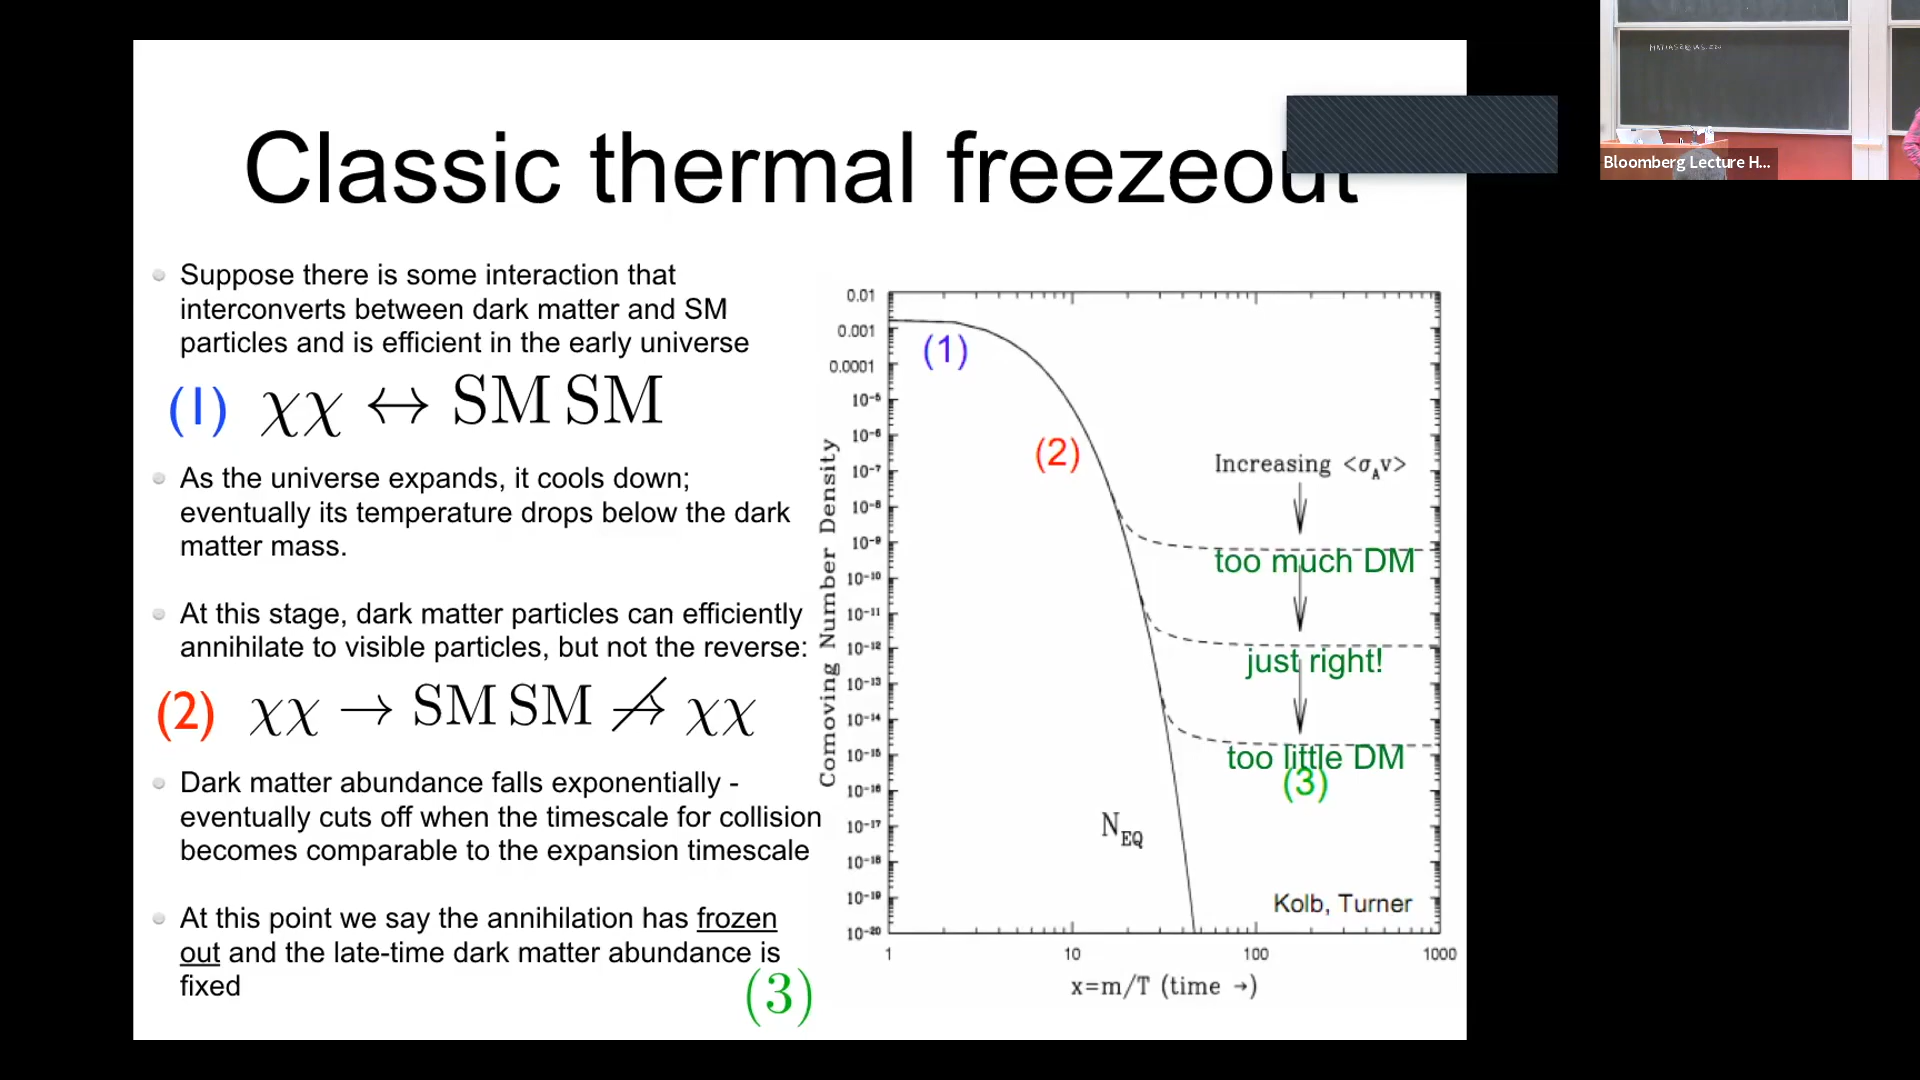 Classic thermal freezeout
Bloomberg Lecture H...
Suppose there is some interaction that
interconverts between dark matter and SM
particles and is efficient in the early universe
(1) χχ ↔ SM SM
As the universe expands, it cools down;
eventually its temperature drops below the dark
matter mass.
At this stage, dark matter particles can efficiently
annihilate to visible particles, but not the reverse:
(2) χχ → SM SM ↛ χχ
Dark matter abundance falls exponentially -
eventually cuts off when the timescale for collision
becomes comparable to the expansion timescale
At this point we say the annihilation has frozen
out and the late-time dark matter abundance is
fixed
(3)
Comoving Number Density
0.01
0.001
0.0001
10⁻⁵
10⁻⁶
10⁻⁷
10⁻⁸
10⁻⁹
10⁻¹⁰
10⁻¹¹
10⁻¹²
10⁻¹³
10⁻¹⁴
10⁻¹⁵
10⁻¹⁶
10⁻¹⁷
10⁻¹⁸
10⁻¹⁹
10⁻²⁰
(1)
(2)
Increasing <σ_A v>
too much DM
just right!
too little DM
(3)
N_EQ
Kolb, Turner
1 10 100 1000
x=m/T (time →)